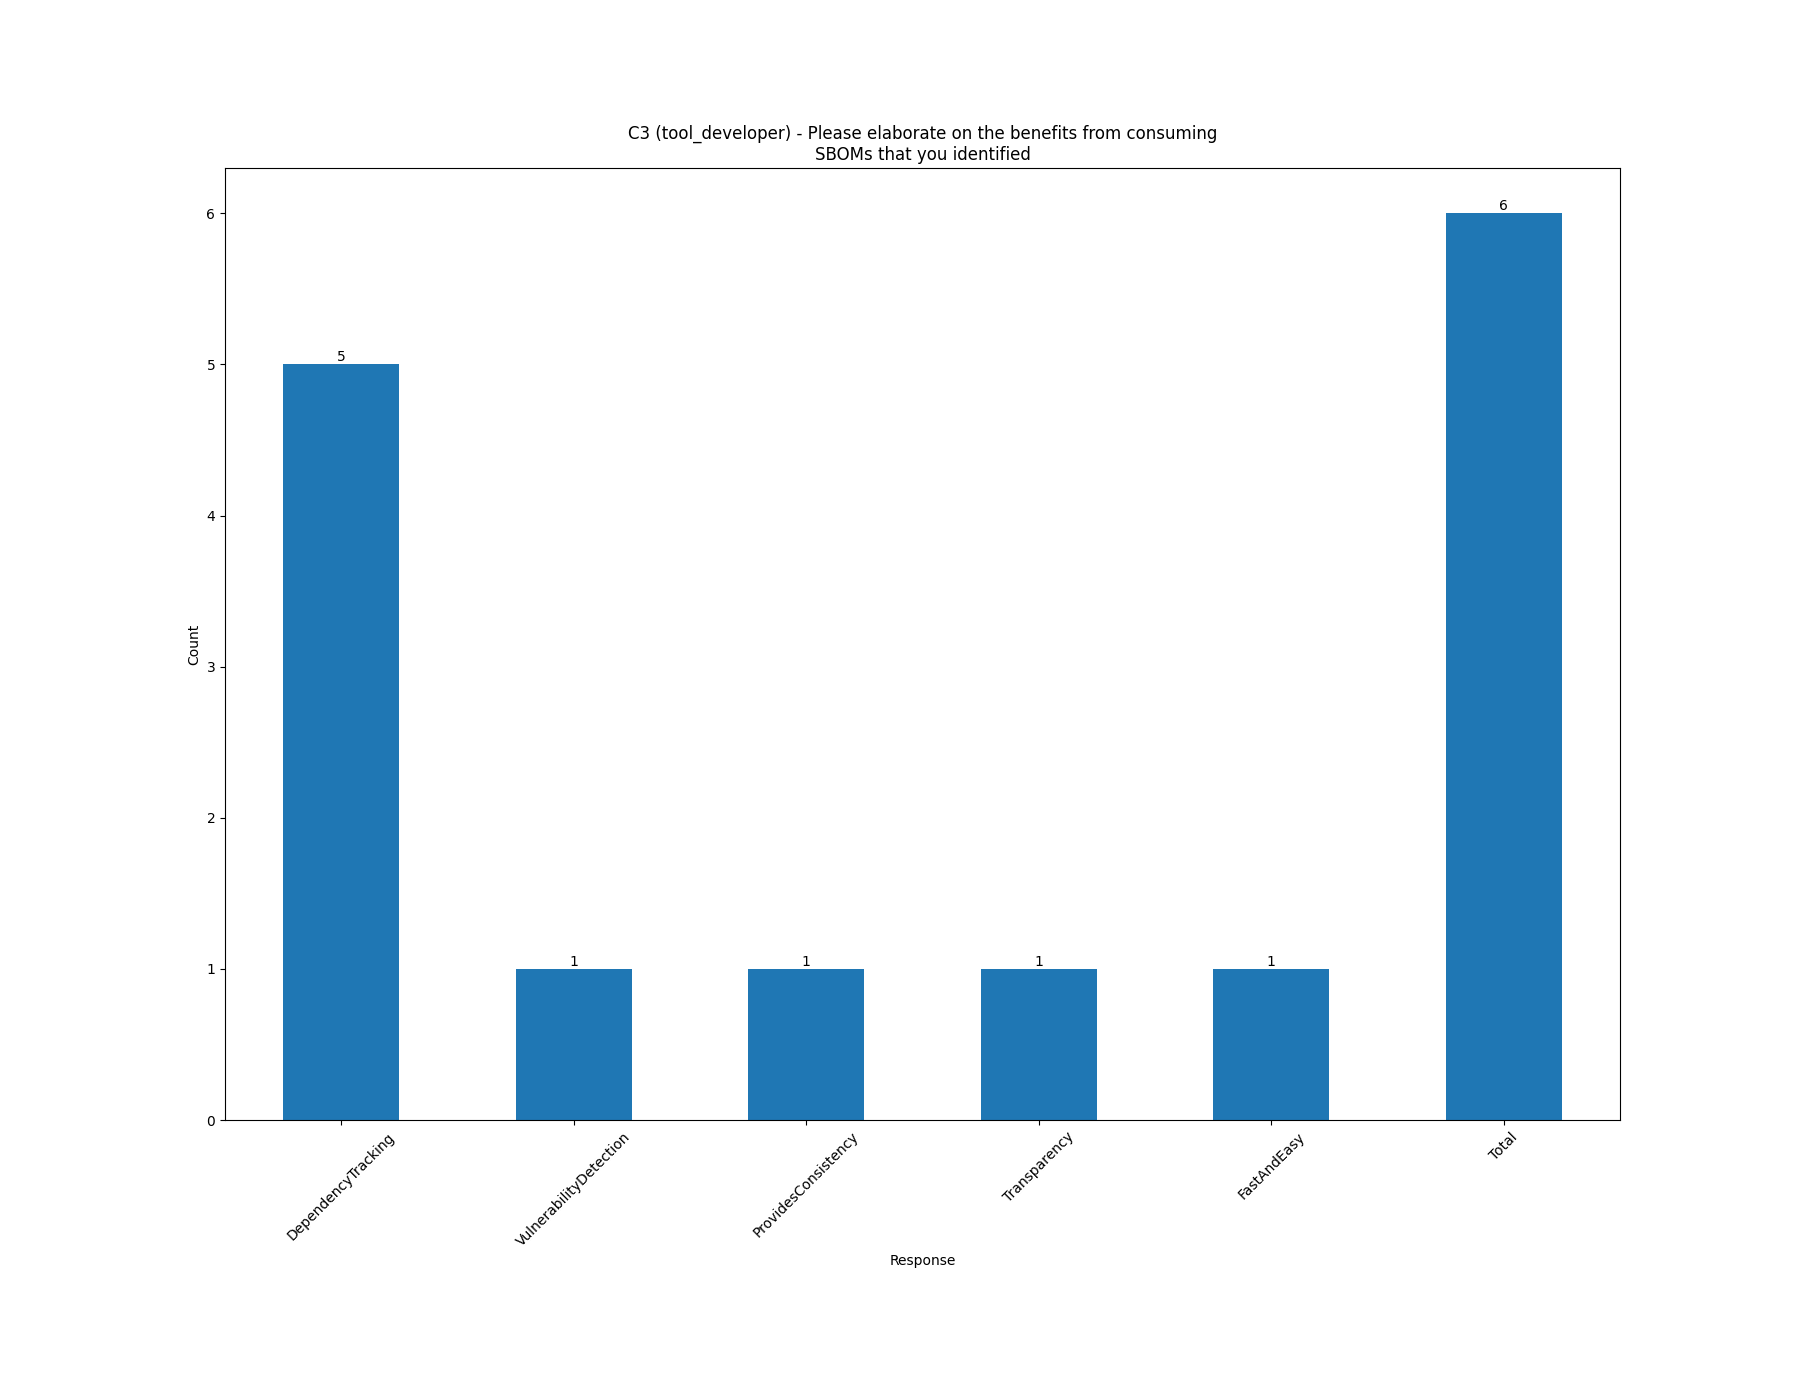 C3 (tool_developer) - Please elaborate on the benefits from consuming
SBOMs that you identified
6
5
4
3
2
1
0
Count
5
1
1
1
1
6
DependencyTracking
VulnerabilityDetection
ProvidesConsistency
Transparency
FastAndEasy
Total
Response